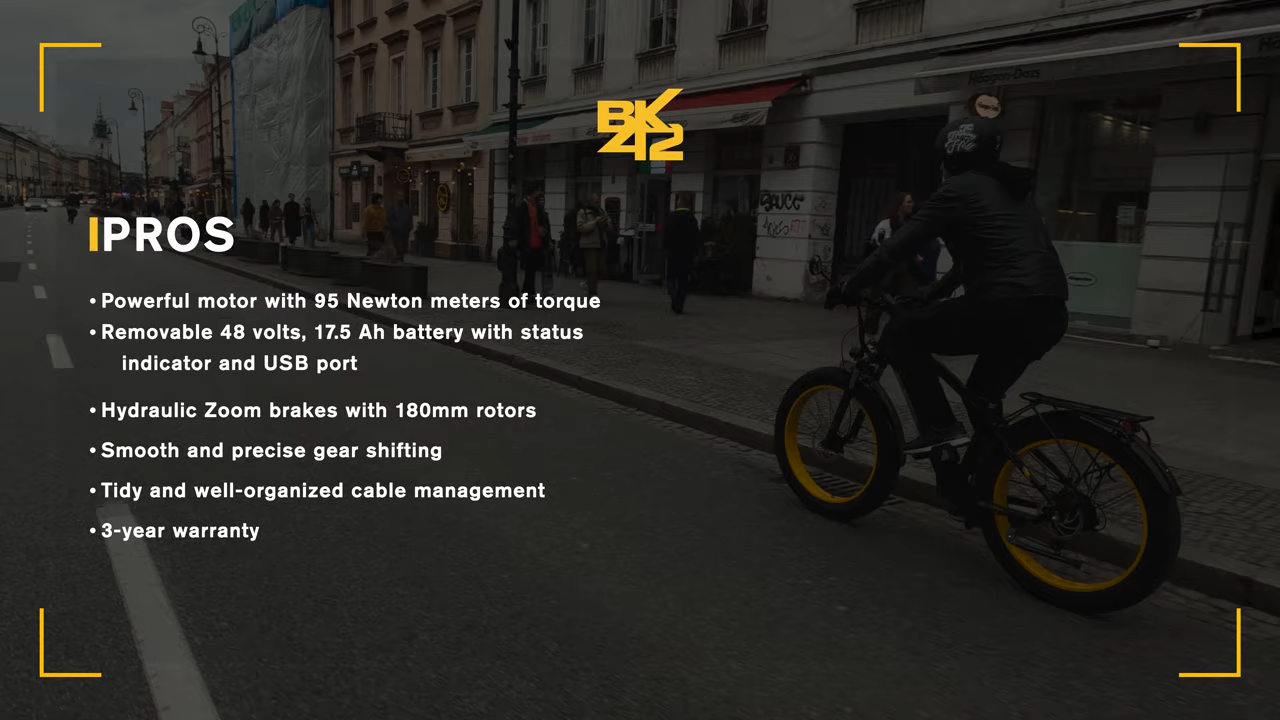 BK
42
PROS
• Powerful motor with 95 Newton meters of torque
• Removable 48 volts, 17.5 Ah battery with status
indicator and USB port
• Hydraulic Zoom brakes with 180mm rotors
• Smooth and precise gear shifting
• Tidy and well-organized cable management
• 3-year warranty
Häagen-Dazs